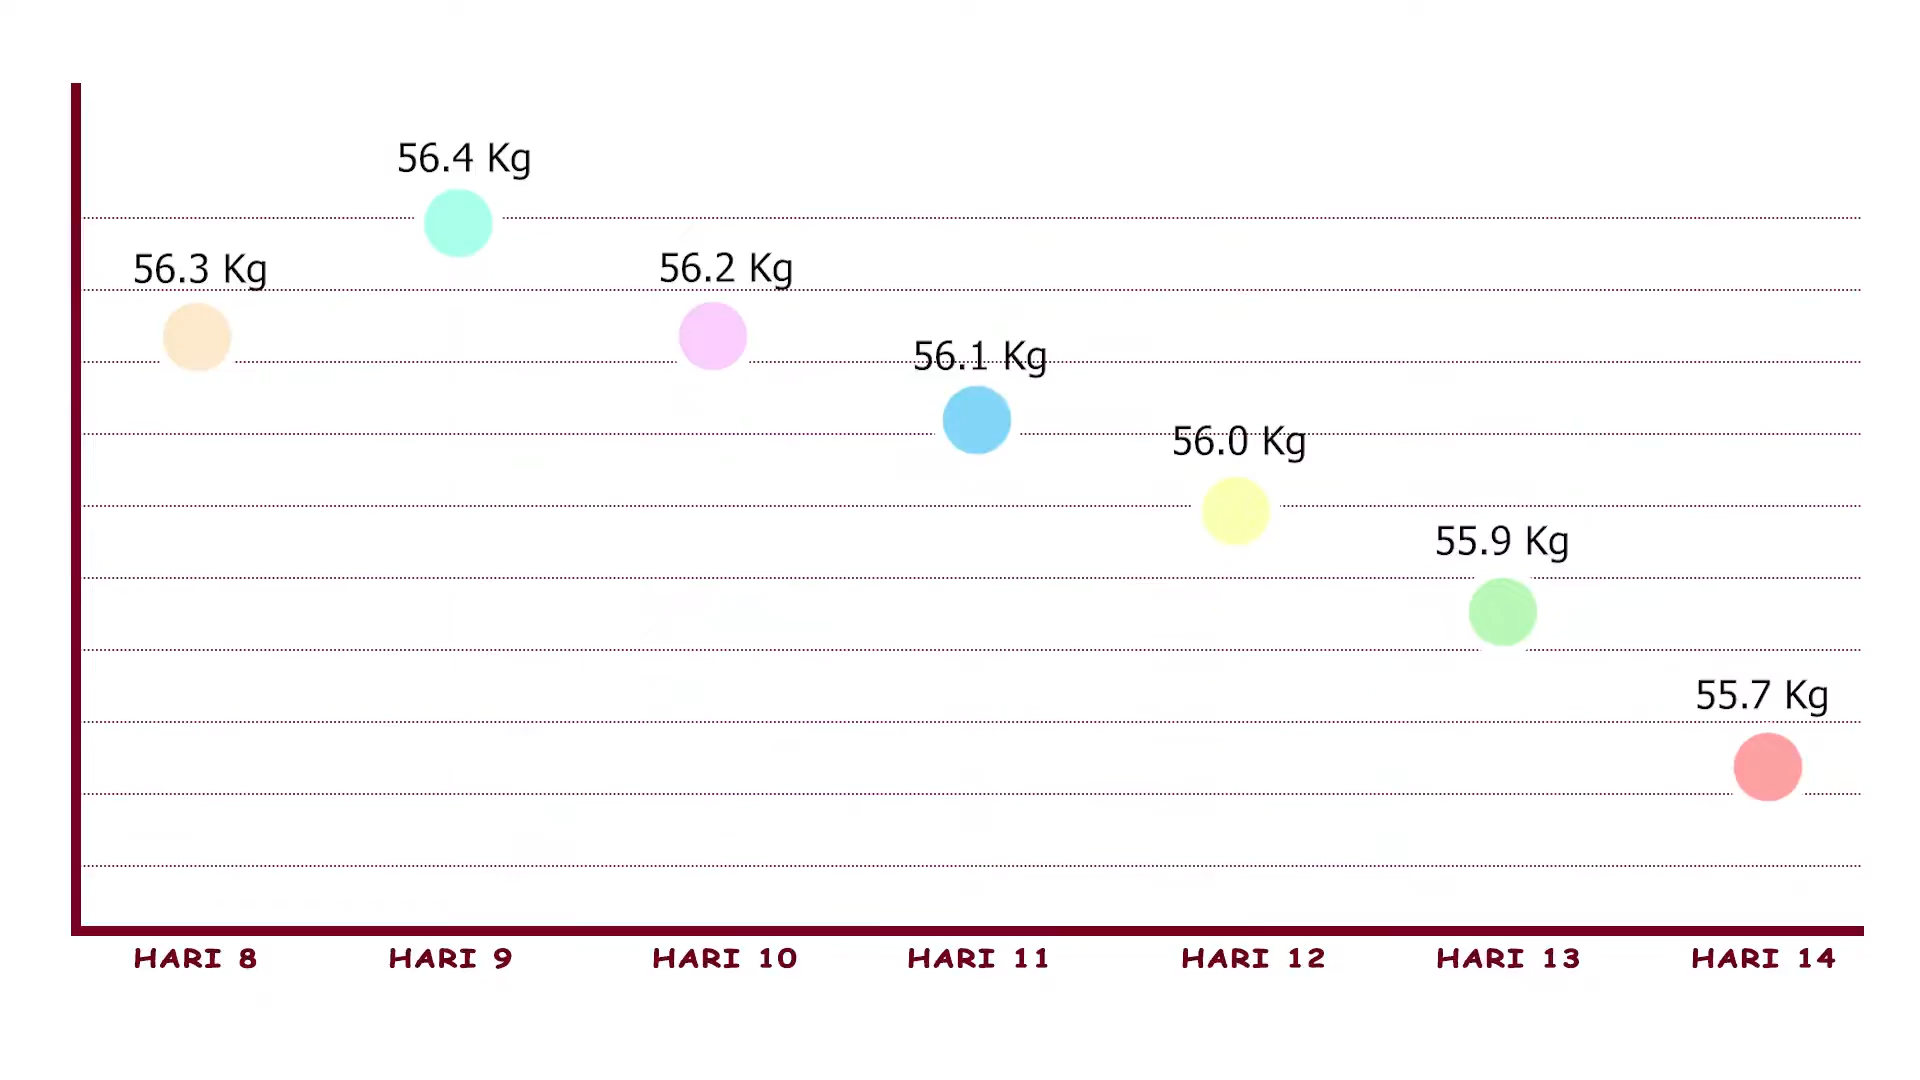 56.4 Kg
56.3 Kg
56.2 Kg
56.1 Kg
56.0 Kg
55.9 Kg
55.7 Kg
HARI 8
HARI 9
HARI 10
HARI 11
HARI 12
HARI 13
HARI 14